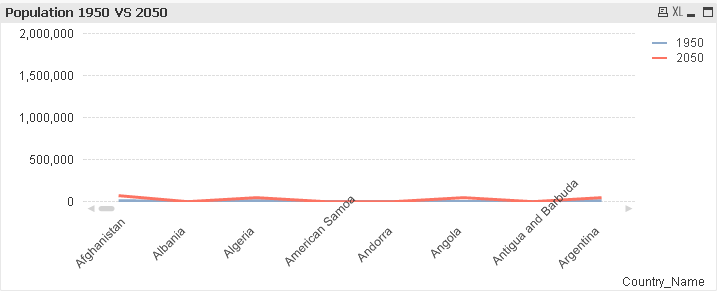 Population 1950 VS 2050
XL
2,000,000
1,500,000
1,000,000
500,000
0
1950
2050
Afghanistan
Albania
Algeria
American Samoa
Andorra
Angola
Antigua and Barbuda
Argentina
Country_Name